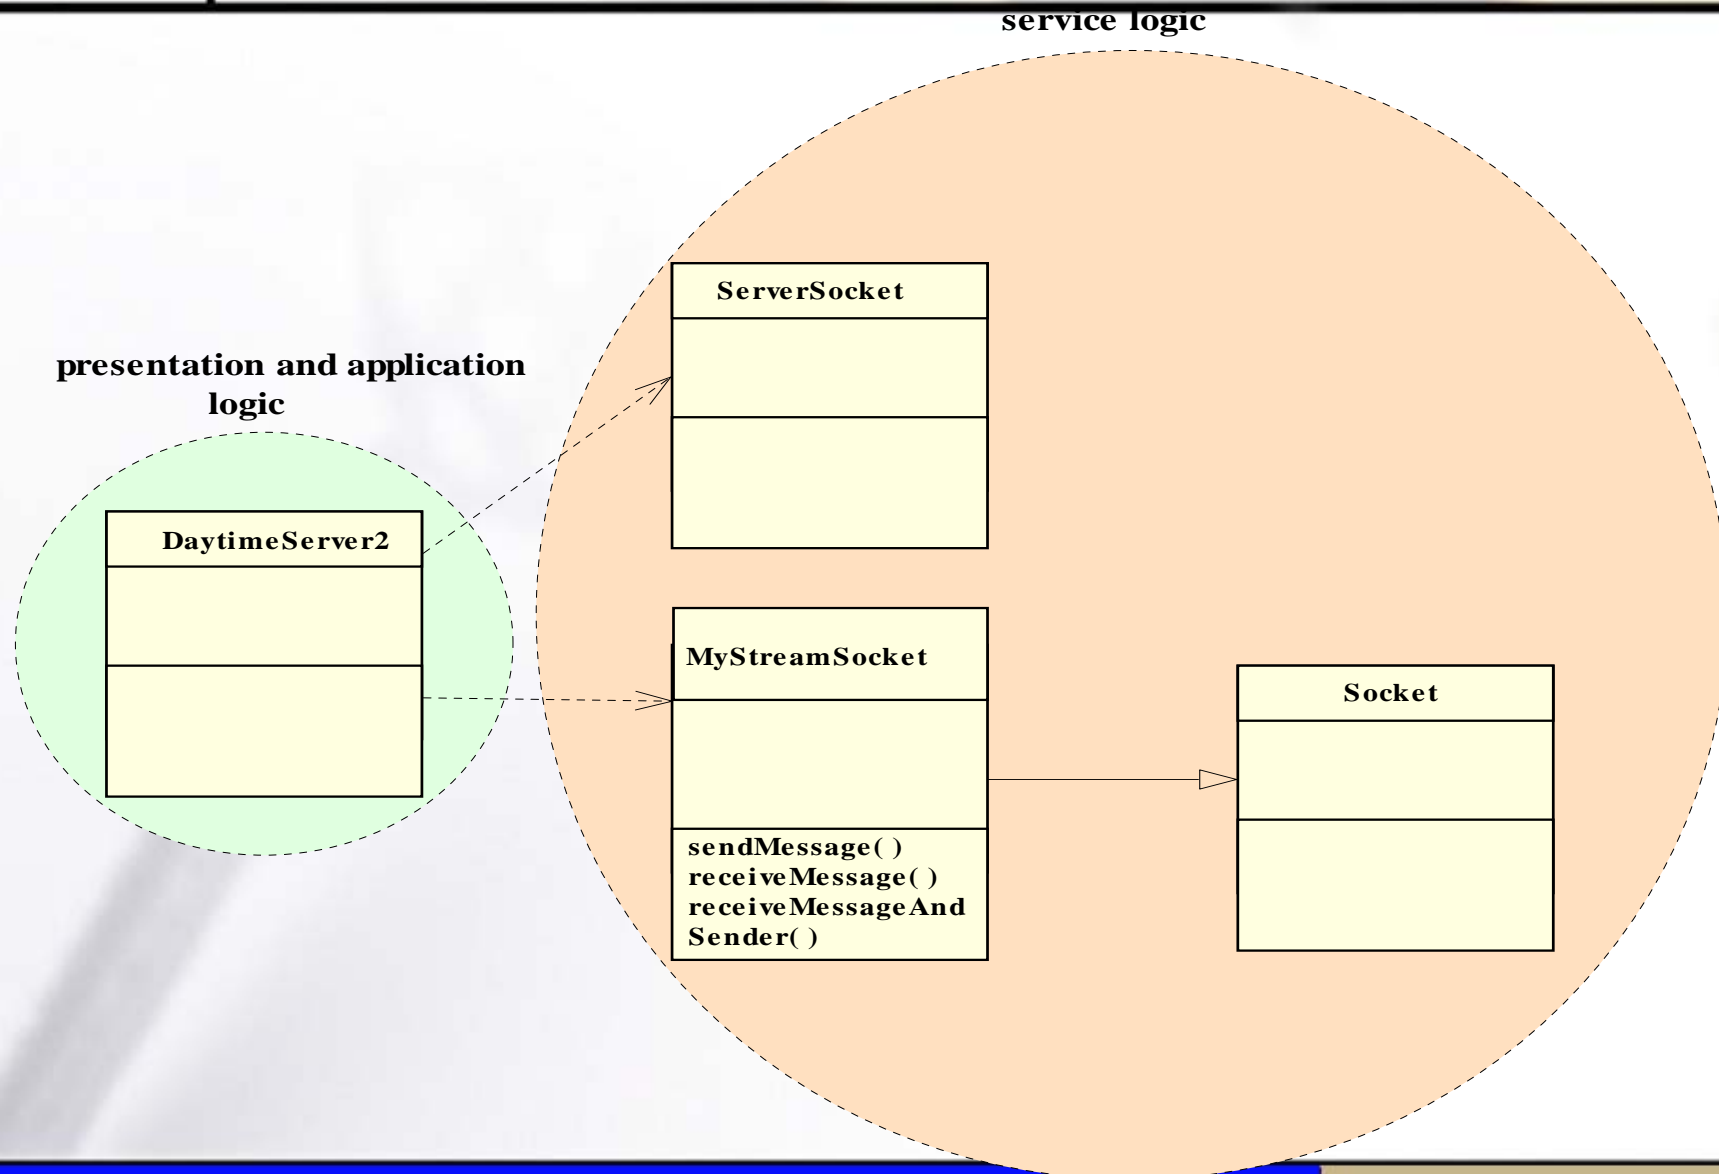 service logic
ServerSocket
presentation and application
logic
DaytimeServer2
MyStreamSocket
Socket
sendMessage( )
receiveMessage( )
receiveMessageAnd
Sender( )